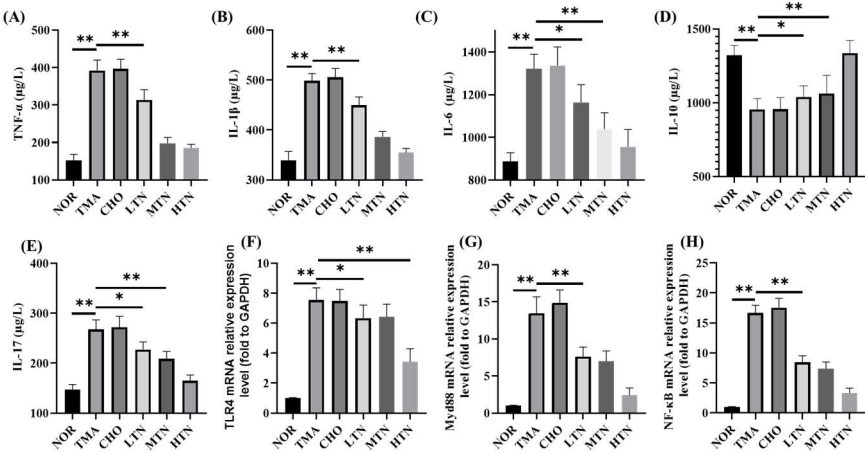 (A)
TNF-α (µg/L)
500
400
300
200
100
** **
NOR TMA CHO LTN MTN HTN
(B)
IL-1β (µg/L)
600
500
400
300
** **
NOR TMA CHO LTN MTN HTN
(C)
IL-6 (µg/L)
1600
1400
1200
1000
800
**
** *
NOR TMA CHO LTN MTN HTN
(D)
IL-10 (µg/L)
1500
1000
500
**
** *
NOR TMA CHO LTN MTN HTN
(E)
IL-17 (µg/L)
400
300
200
100
**
** *
NOR TMA CHO LTN MTN HTN
(F)
TLR4 mRNA relative expression
level (fold to GAPDH)
10
8
6
4
2
0
**
** *
NOR TMA CHO LTN MTN HTN
(G)
Myd88 mRNA relative expression
level (fold to GAPDH)
20
15
10
5
0
** **
NOR TMA CHO LTN MTN HTN
(H)
NF-κB mRNA relative expression
level (fold to GAPDH)
25
20
15
10
5
0
** **
NOR TMA CHO LTN MTN HTN